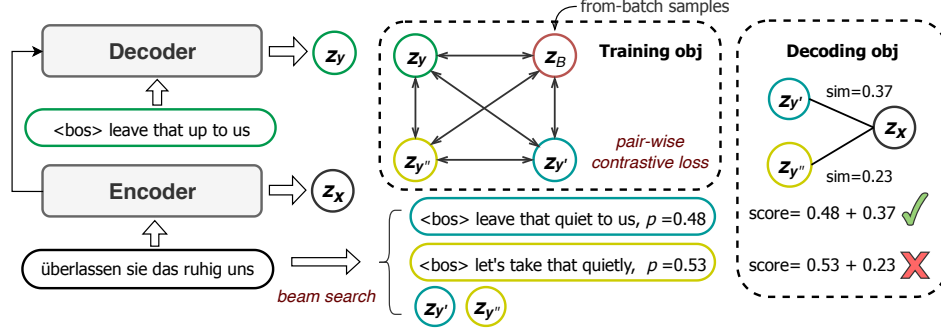 from-batch samples
Decoder
z_y
<bos> leave that up to us
Encoder
z_x
überlassen sie das ruhig uns
beam search
Training obj
z_y
z_B
z_y''
z_y'
pair-wise
contrastive loss
<bos> leave that quiet to us, p =0.48
<bos> let's take that quietly, p =0.53
z_y' z_y''
Decoding obj
z_y'
sim=0.37
z_x
z_y''
sim=0.23
score= 0.48 + 0.37
score= 0.53 + 0.23